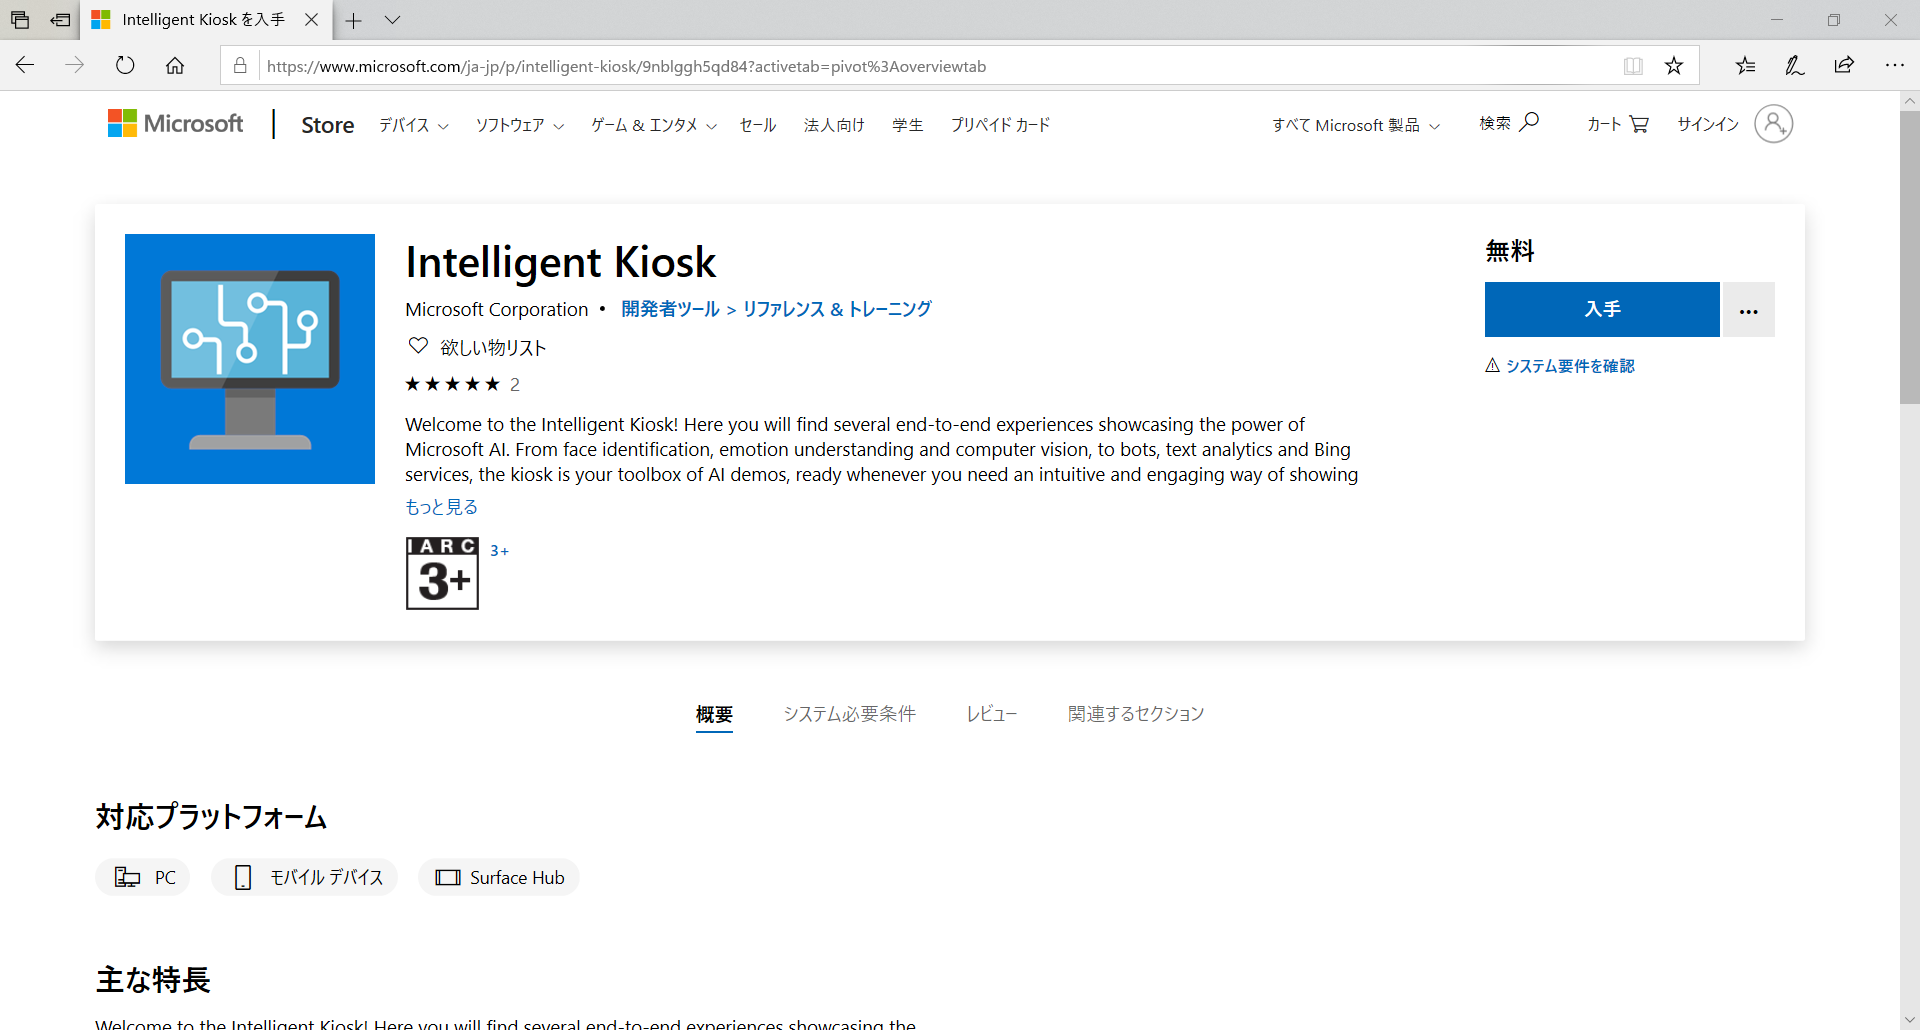 Intelligent Kiosk を入手
https://www.microsoft.com/ja-jp/p/intelligent-kiosk/9nblggh5qd84?activetab=pivot%3Aoverviewtab
Microsoft Store デバイス ソフトウェア ゲーム & エンタメ セール 法人向け 学生 プリペイド カード すべて Microsoft 製品 検索 カート サインイン
Intelligent Kiosk
Microsoft Corporation • 開発者ツール > リファレンス & トレーニング
欲しい物リスト
★★★★★ 2
Welcome to the Intelligent Kiosk! Here you will find several end-to-end experiences showcasing the power of
Microsoft AI. From face identification, emotion understanding and computer vision, to bots, text analytics and Bing
services, the kiosk is your toolbox of AI demos, ready whenever you need an intuitive and engaging way of showing
もっと見る
IARC
3+
3+
無料
入手
システム要件を確認
概要 システム必要条件 レビュー 関連するセクション
対応プラットフォーム
PC モバイル デバイス Surface Hub
主な特長
Welcome to the Intelligent Kiosk! Here you will find several end-to-end experiences showcasing the